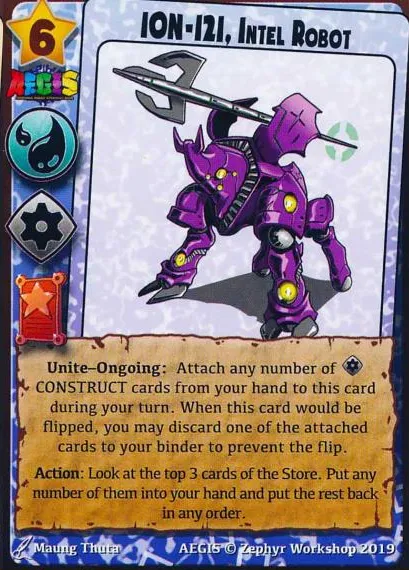 6
ION-121, INTEL ROBOT
AEGIS
Unite–Ongoing: Attach any number of
CONSTRUCT cards from your hand to this card
during your turn. When this card would be
flipped, you may discard one of the attached
cards to your binder to prevent the flip.
Action: Look at the top 3 cards of the Store. Put any
number of them into your hand and put the rest back
in any order.
Maung Thuta AEGIS © Zephyr Workshop 2019